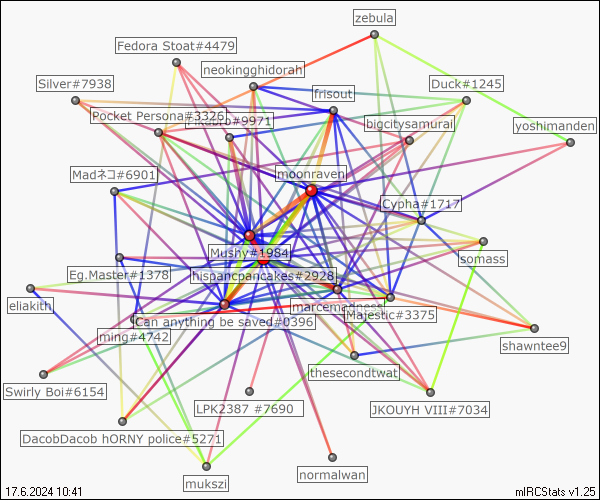 zebula
Fedora Stoat#4479
neokingghidorah
Silver#7938
Duck#1245
frisout
Pocket Persona#3326
#9971
bigcitysamurai
yoshimanden
moonraven
Madネコ#6901
Cypha#1717
Mushy#1984
somass
Eg.Master#1378
hispancpancakes#2928
eliakith
marcemadness
Majestic#3375
Can anything be saved#0396
ming#4742
shawntee9
thesecondtwat
Swirly Boi#6154
LPK2387 #7690
JKOUYH VIII#7034
DacobDacob hORNY police#5271
normalwan
mukszi
17.6.2024 10:41
mIRCStats v1.25